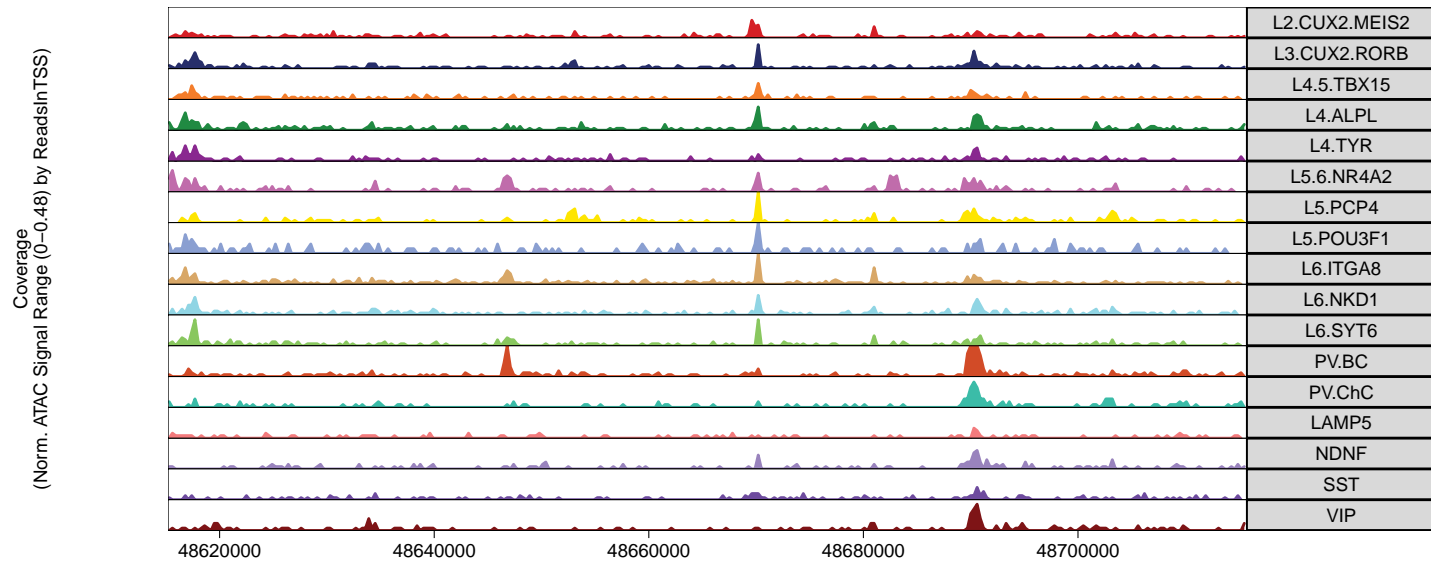 Coverage
(Norm. ATAC Signal Range (0−0.48) by ReadsInTSS)
L2.CUX2.MEIS2
L3.CUX2.RORB
L4.5.TBX15
L4.ALPL
L4.TYR
L5.6.NR4A2
L5.PCP4
L5.POU3F1
L6.ITGA8
L6.NKD1
L6.SYT6
PV.BC
PV.ChC
LAMP5
NDNF
SST
VIP
48620000 48640000 48660000 48680000 48700000